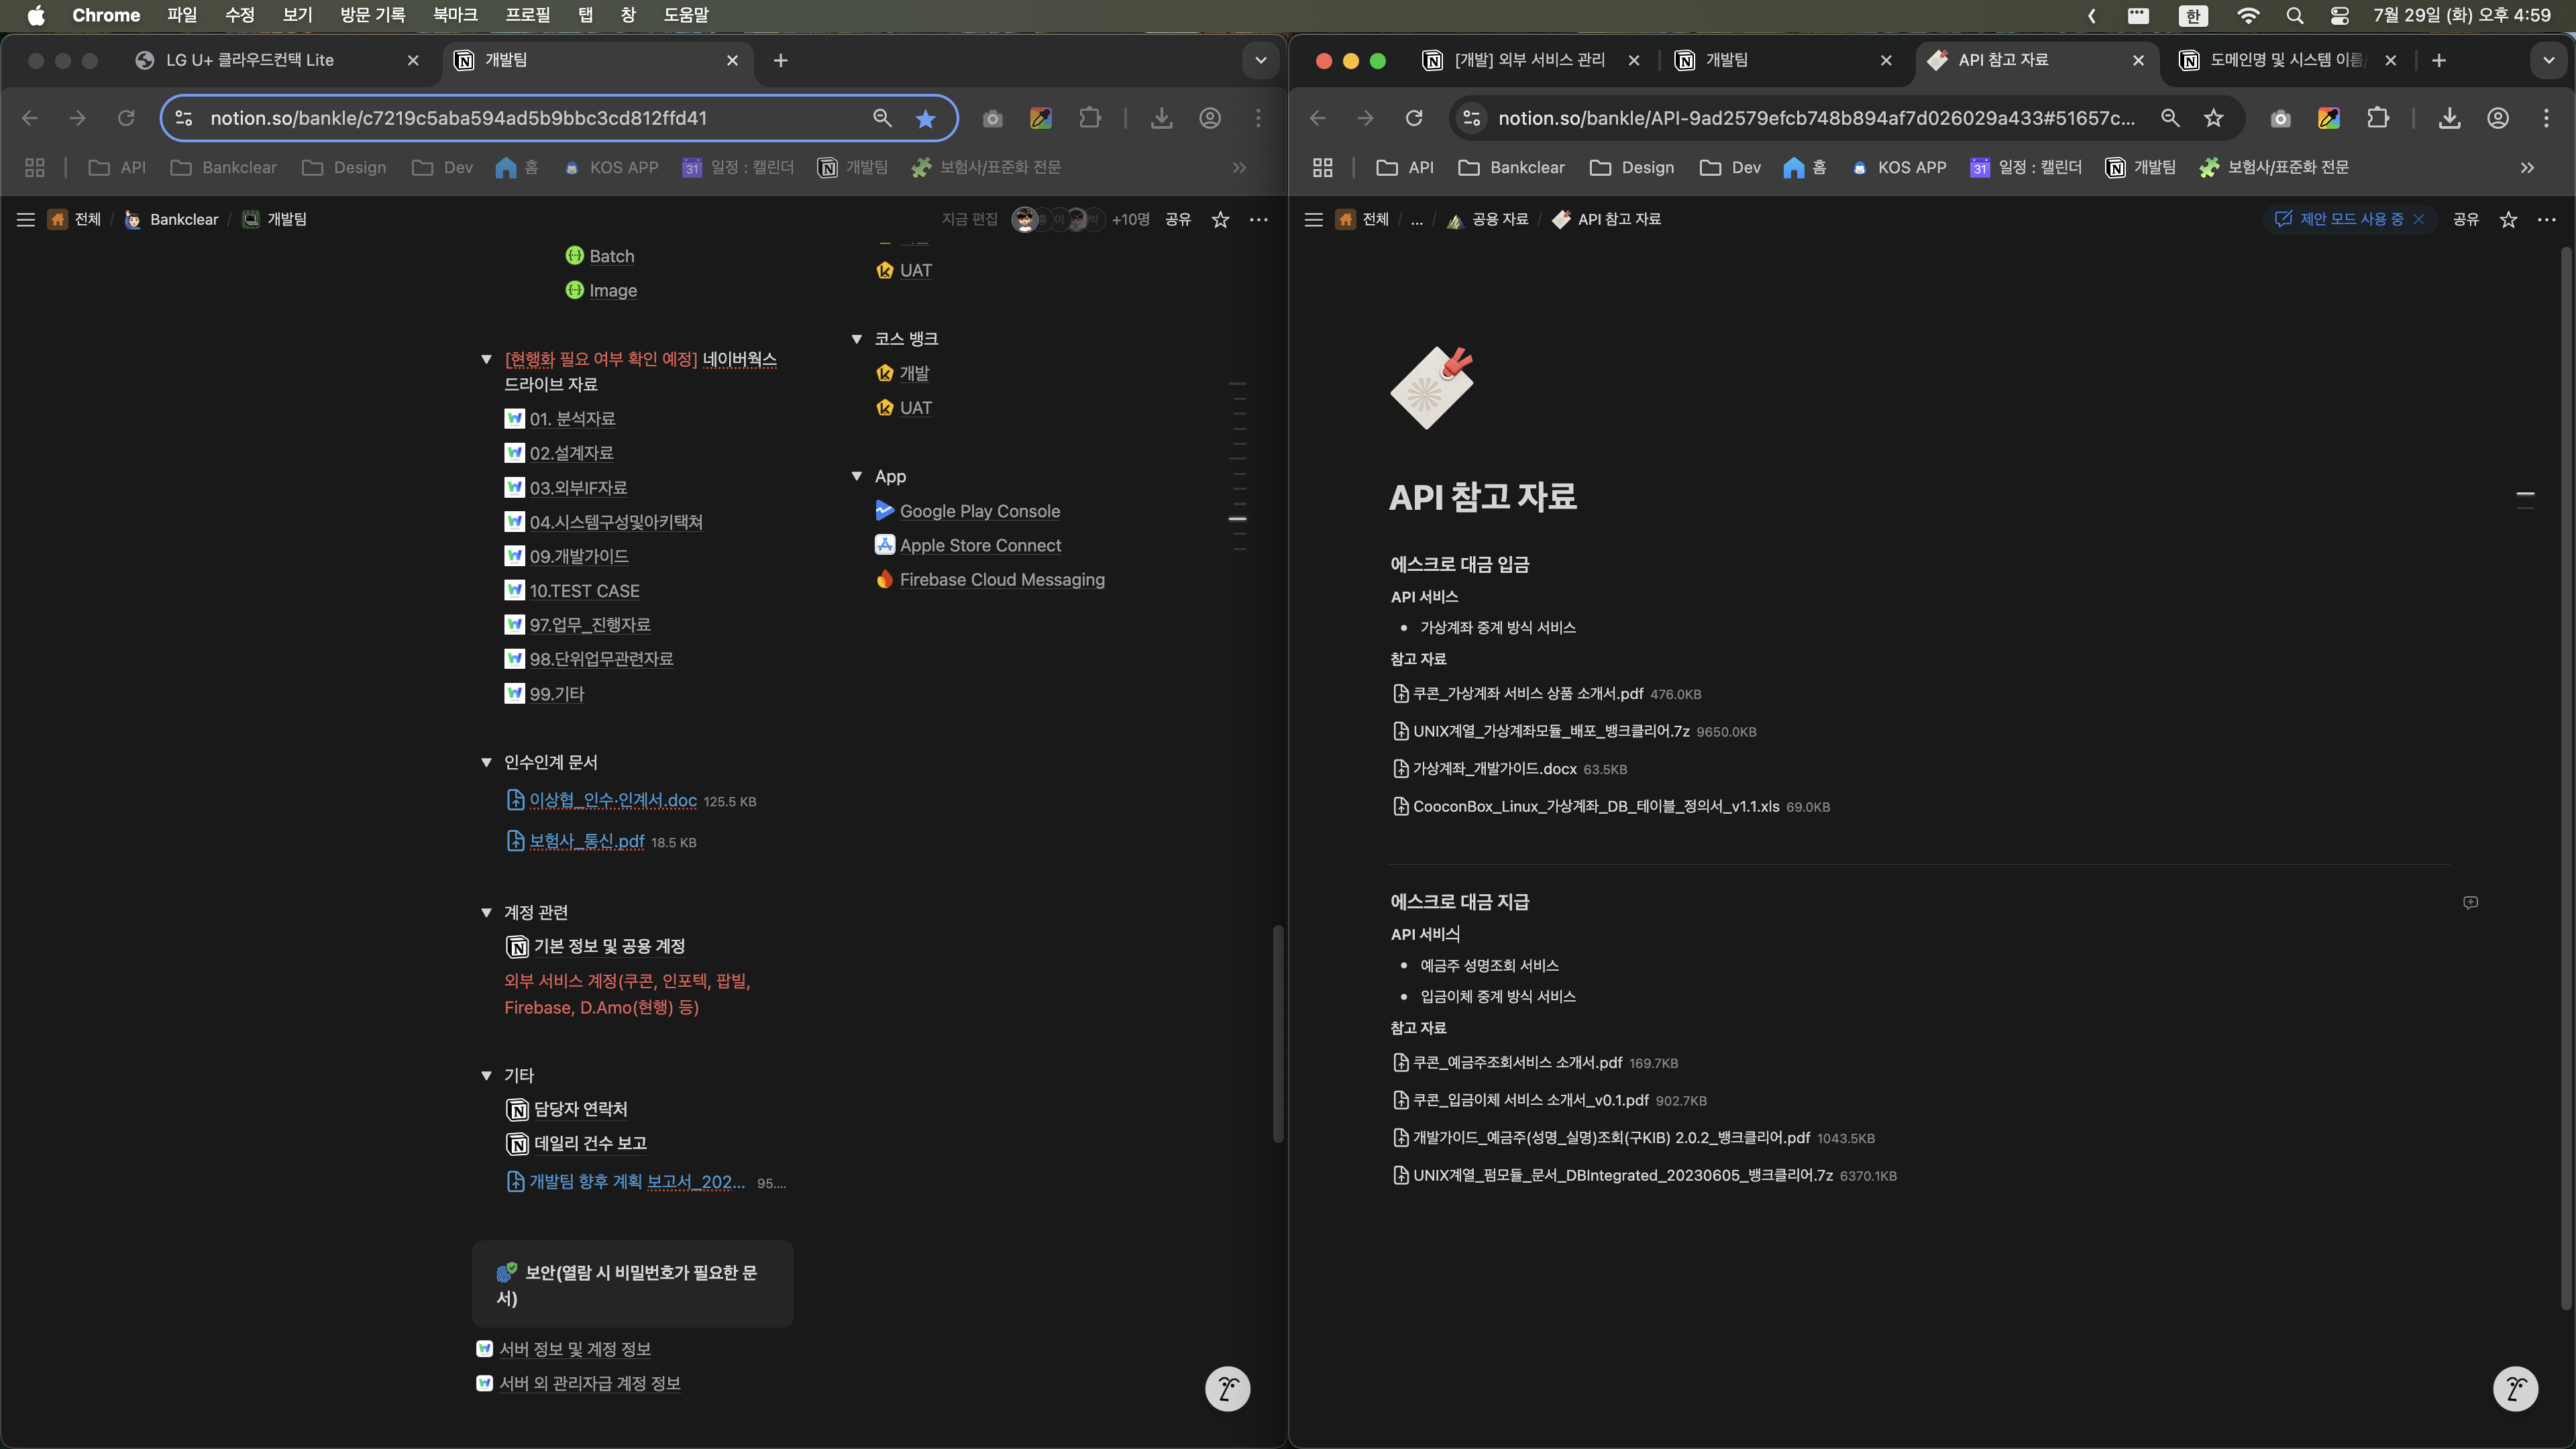 Chrome 파일 수정 보기 방문 기록 북마크 프로필 탭 창 도움말
한 7월 29일 (화) 오후 4:59
LG U+ 클라우드컨택 Lite
개발팀
notion.so/bankle/c7219c5aba594ad5b9bbc3cd812ffd41
API Bankclear Design Dev 홈 KOS APP 31 일정 : 캘린더 개발팀 보험사/표준화 전문
전체 / Bankclear / 개발팀
지금 편집 +10명 공유
Batch
Image
[현행화 필요 여부 확인 예정] 네이버웍스
드라이브 자료
01. 분석자료
02.설계자료
03.외부IF자료
04.시스템구성및아키택쳐
09.개발가이드
10.TEST CASE
97.업무_진행자료
98.단위업무관련자료
99.기타
인수인계 문서
이상협_인수·인계서.doc 125.5 KB
보험사_통신.pdf 18.5 KB
계정 관련
기본 정보 및 공용 계정
외부 서비스 계정(쿠콘, 인포텍, 팝빌,
Firebase, D.Amo(현행) 등)
기타
담당자 연락처
데일리 건수 보고
개발팀 향후 계획 보고서_202... 95....
보안(열람 시 비밀번호가 필요한 문
서)
서버 정보 및 계정 정보
서버 외 관리자급 계정 정보
UAT
코스 뱅크
개발
UAT
App
Google Play Console
Apple Store Connect
Firebase Cloud Messaging
[개발] 외부 서비스 관리
개발팀
API 참고 자료
도메인명 및 시스템 이름
notion.so/bankle/API-9ad2579efcb748b894af7d026029a433#51657c...
API Bankclear Design Dev 홈 KOS APP 31 일정 : 캘린더 개발팀 보험사/표준화 전문
전체 / ... / 공용 자료 / API 참고 자료
제안 모드 사용 중 공유
API 참고 자료
에스크로 대금 입금
API 서비스
• 가상계좌 중계 방식 서비스
참고 자료
쿠콘_가상계좌 서비스 상품 소개서.pdf 476.0KB
UNIX계열_가상계좌모듈_배포_뱅크클리어.7z 9650.0KB
가상계좌_개발가이드.docx 63.5KB
CooconBox_Linux_가상계좌_DB_테이블_정의서_v1.1.xls 69.0KB
에스크로 대금 지급
API 서비스
• 예금주 성명조회 서비스
• 입금이체 중계 방식 서비스
참고 자료
쿠콘_예금주조회서비스 소개서.pdf 169.7KB
쿠콘_입금이체 서비스 소개서_v0.1.pdf 902.7KB
개발가이드_예금주(성명_실명)조회(구KIB) 2.0.2_뱅크클리어.pdf 1043.5KB
UNIX계열_펌모듈_문서_DBIntegrated_20230605_뱅크클리어.7z 6370.1KB